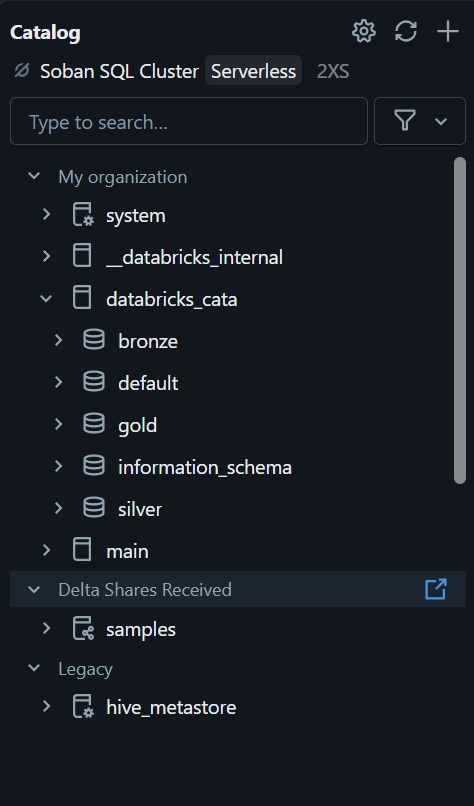 Catalog
Soban SQL Cluster Serverless 2XS
Type to search...
My organization
system
__databricks_internal
databricks_cata
bronze
default
gold
information_schema
silver
main
Delta Shares Received
samples
Legacy
hive_metastore